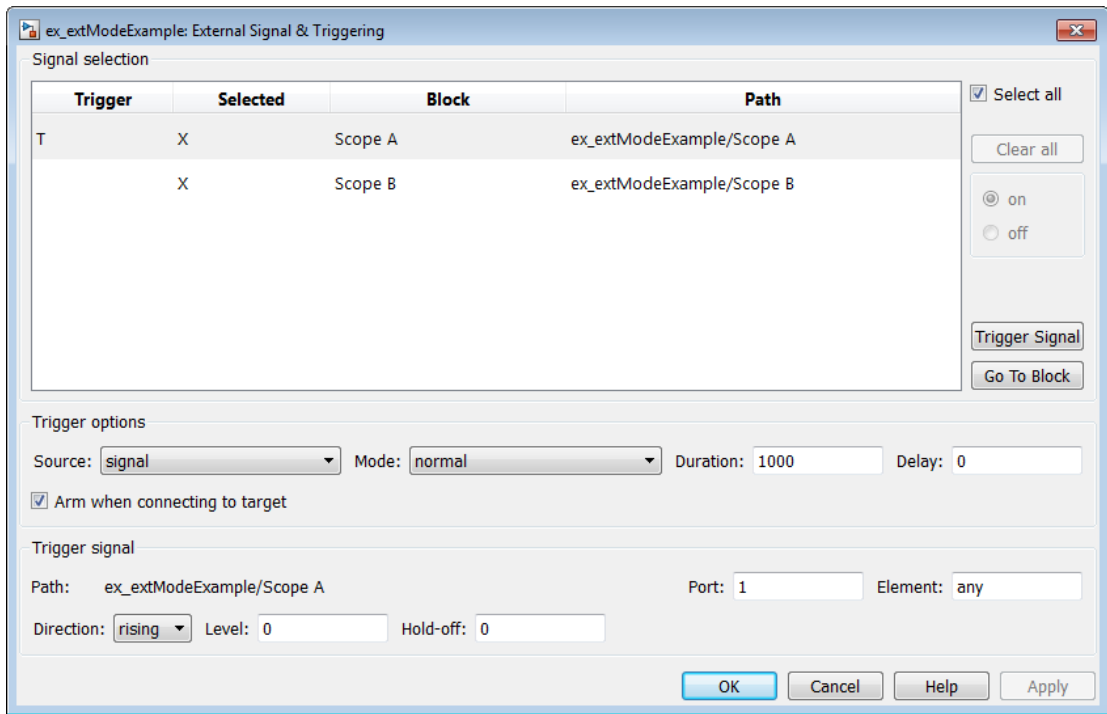 ex_extModeExample: External Signal & Triggering
Signal selection
Trigger Selected Block Path
Select all
T X Scope A ex_extModeExample/Scope A
Clear all
X Scope B ex_extModeExample/Scope B
on
off
Trigger Signal
Go To Block
Trigger options
Source: signal Mode: normal Duration: 1000 Delay: 0
Arm when connecting to target
Trigger signal
Path: ex_extModeExample/Scope A Port: 1 Element: any
Direction: rising Level: 0 Hold-off: 0
OK Cancel Help Apply